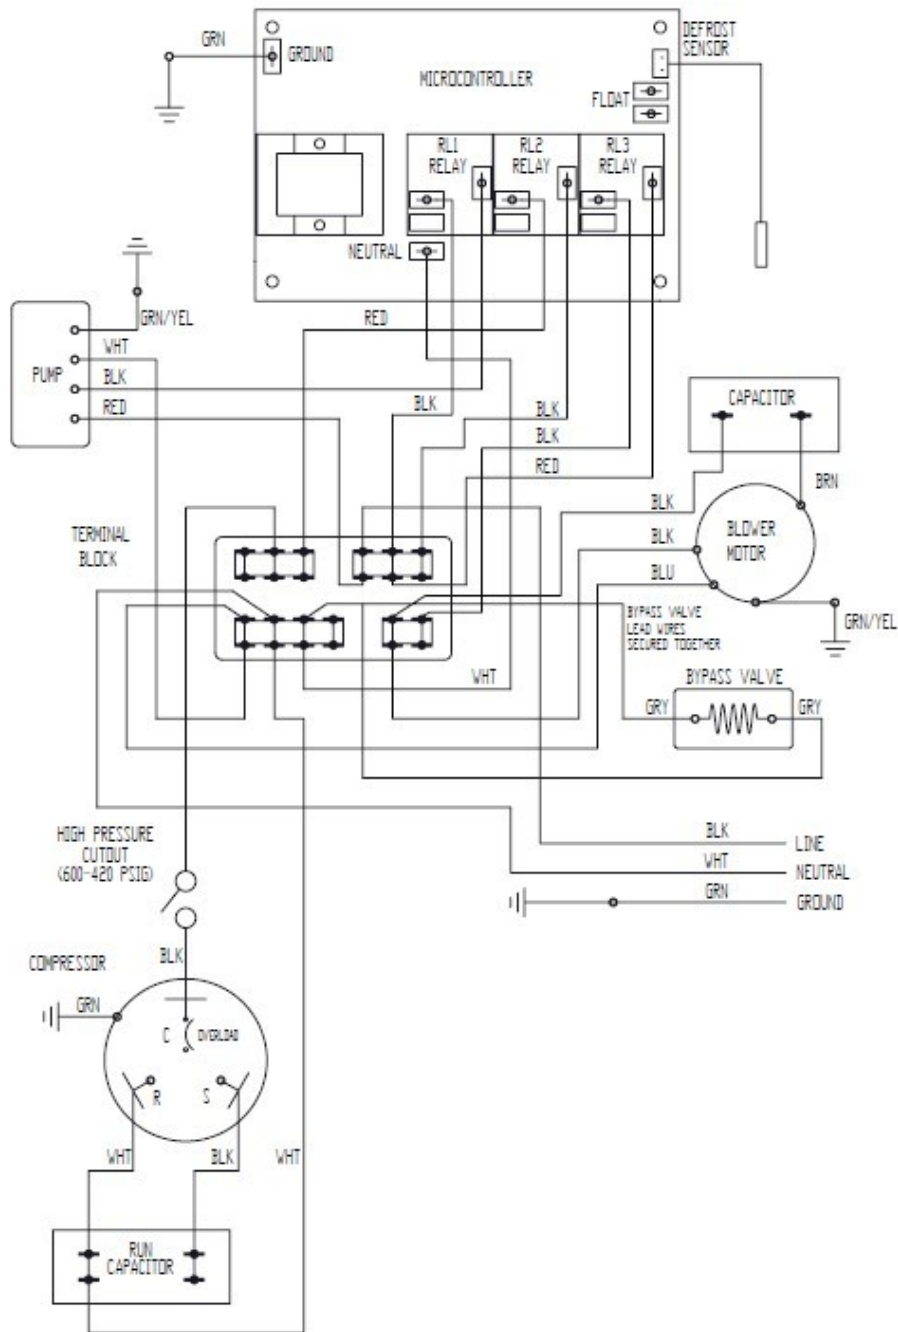 GRN
GROUND
MICROCONTROLLER
DEFROST
SENSOR
FLOAT
RL1
RELAY
RL2
RELAY
RL3
RELAY
NEUTRAL
GRN/YEL
RED
WHT
PUMP
BLK
RED
BLK
BLK
BLK
RED
CAPACITOR
BRN
BLK
BLOWER
MOTOR
BLK
BLU
GRN/YEL
TERMINAL
BLOCK
BYPASS VALVE
LEAD WIRES
SECURED TOGETHER
WHT
BYPASS VALVE
GRY
GRY
HIGH PRESSURE
CUTOUT
(600-420 PSIG)
BLK
LINE
WHT
NEUTRAL
GRN
GROUND
COMPRESSOR
BLK
GRN
C
OVERLOAD
R
S
WHT
BLK
WHT
RUN
CAPACITOR